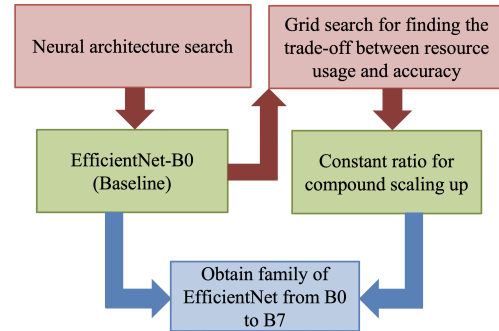 Neural architecture search
Grid search for finding the
trade-off between resource
usage and accuracy
EfficientNet-B0
(Baseline)
Constant ratio for
compound scaling up
Obtain family of
EfficientNet from B0
to B7